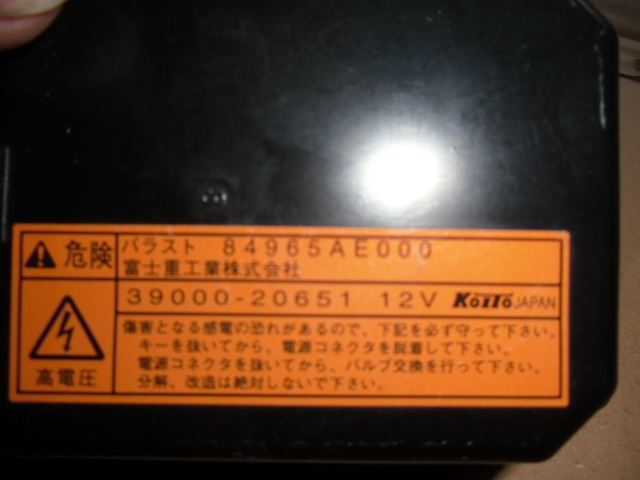 危険
バラスト 84965AE000
富士重工業株式会社
39000-20651 12V KOITO JAPAN
高電圧
傷害となる感電の恐れがあるので、下記を必ず守って下さい。
キーを抜いてから、電源コネクタを脱着して下さい。
電源コネクタを抜いてから、バルブ交換を行って下さい。
分解、改造は絶対しないで下さい。